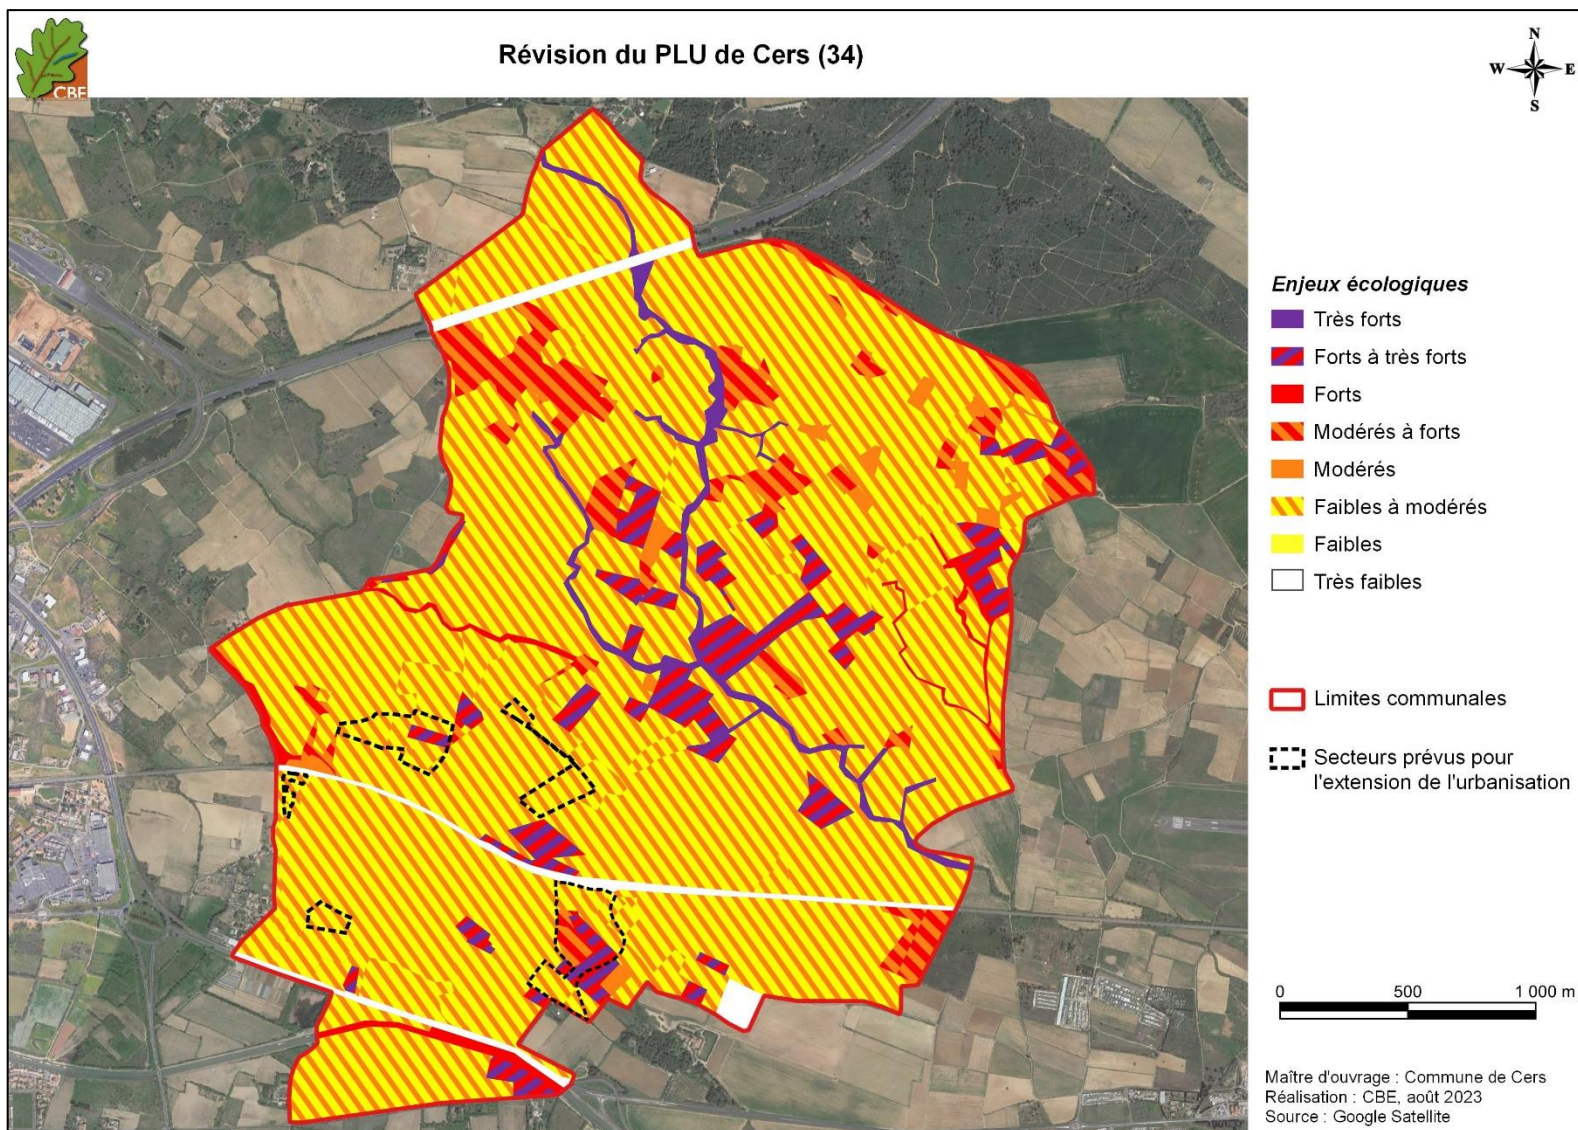 CBE
Révision du PLU de Cers (34)
N
W E
S
Enjeux écologiques
Très forts
Forts à très forts
Forts
Modérés à forts
Modérés
Faibles à modérés
Faibles
Très faibles
Limites communales
Secteurs prévus pour
l'extension de l'urbanisation
0 500 1 000 m
Maître d'ouvrage : Commune de Cers
Réalisation : CBE, août 2023
Source : Google Satellite